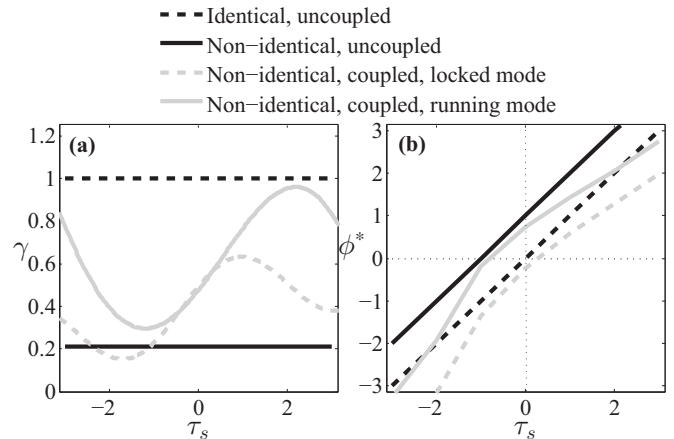 Identical, uncoupled
Non−identical, uncoupled
Non−identical, coupled, locked mode
Non−identical, coupled, running mode
(a)
1.2
1
0.8
0.6
0.4
0.2
0
γ
−2 0 2
τs
(b)
3
2
1
0
−1
−2
−3
ϕ*
−2 0 2
τs